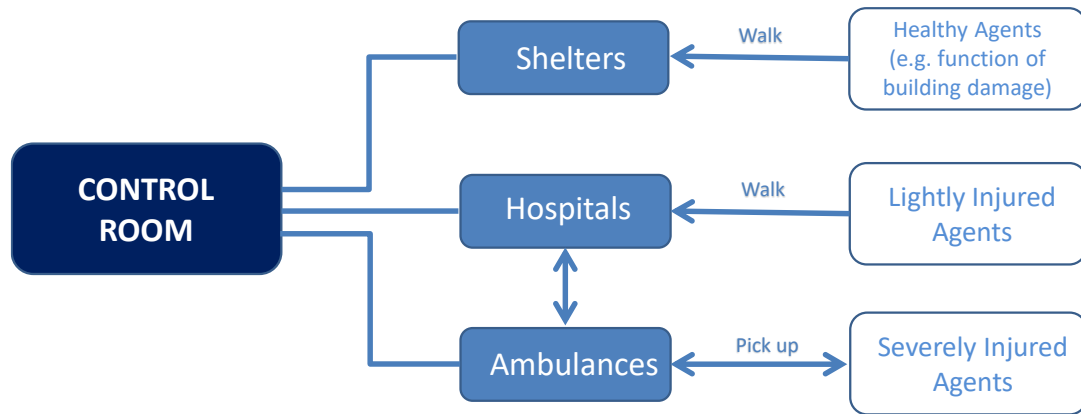 CONTROL
ROOM
Shelters
Walk
Healthy Agents
(e.g. function of
building damage)
Hospitals
Walk
Lightly Injured
Agents
Ambulances
Pick up
Severely Injured
Agents